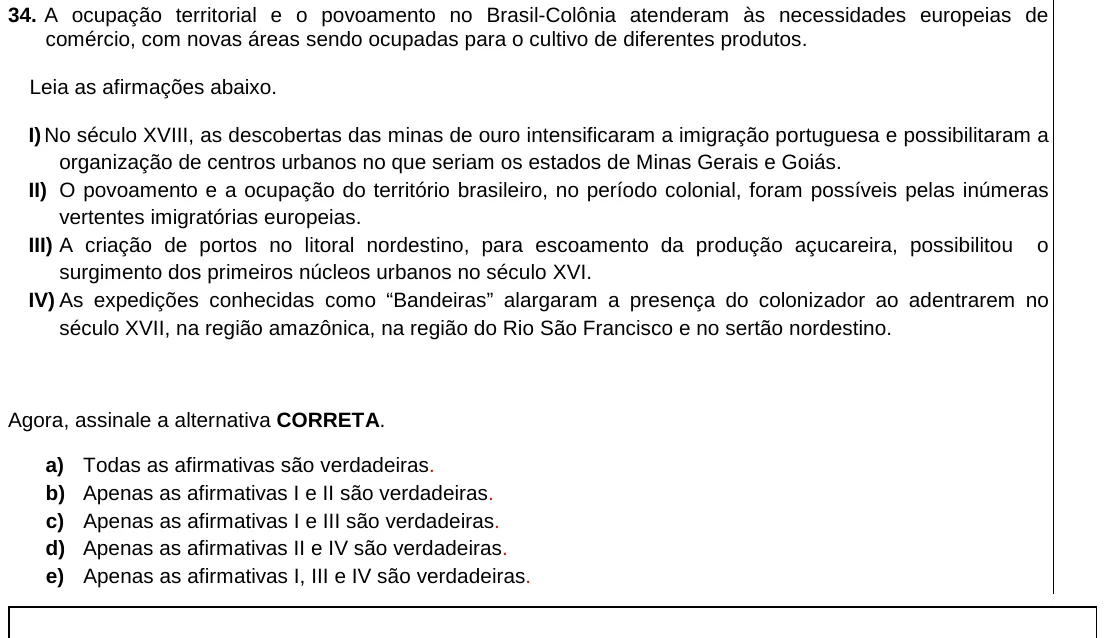 34. A ocupação territorial e o povoamento no Brasil-Colônia atenderam às necessidades europeias de
comércio, com novas áreas sendo ocupadas para o cultivo de diferentes produtos.
Leia as afirmações abaixo.
I) No século XVIII, as descobertas das minas de ouro intensificaram a imigração portuguesa e possibilitaram a
organização de centros urbanos no que seriam os estados de Minas Gerais e Goiás.
II) O povoamento e a ocupação do território brasileiro, no período colonial, foram possíveis pelas inúmeras
vertentes imigratórias europeias.
III) A criação de portos no litoral nordestino, para escoamento da produção açucareira, possibilitou o
surgimento dos primeiros núcleos urbanos no século XVI.
IV) As expedições conhecidas como “Bandeiras” alargaram a presença do colonizador ao adentrarem no
século XVII, na região amazônica, na região do Rio São Francisco e no sertão nordestino.
Agora, assinale a alternativa CORRETA.
a) Todas as afirmativas são verdadeiras.
b) Apenas as afirmativas I e II são verdadeiras.
c) Apenas as afirmativas I e III são verdadeiras.
d) Apenas as afirmativas II e IV são verdadeiras.
e) Apenas as afirmativas I, III e IV são verdadeiras.